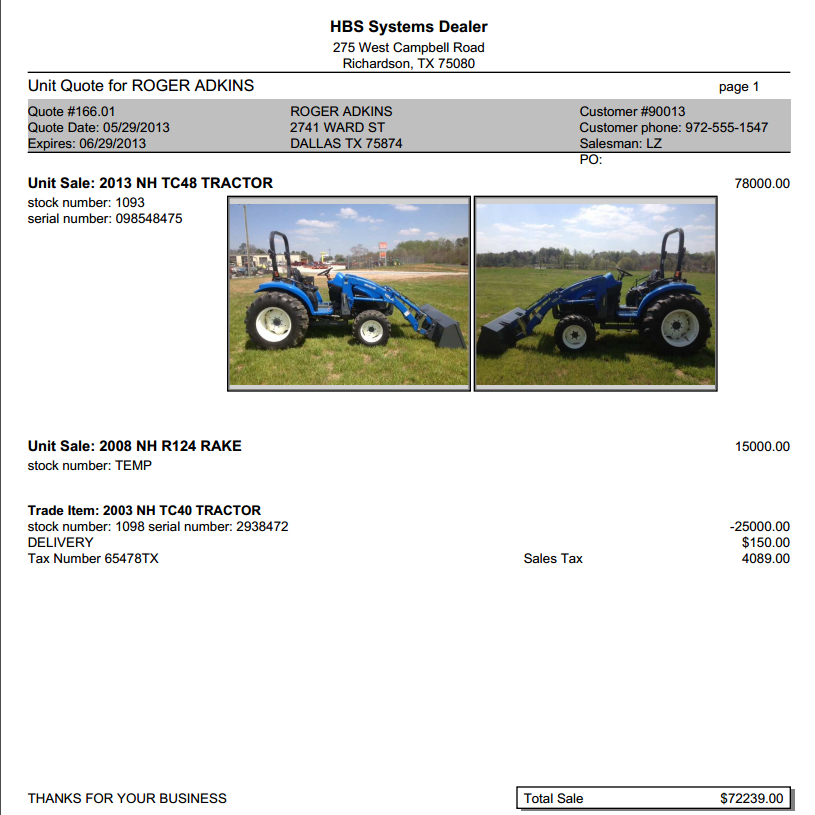 HBS Systems Dealer
275 West Campbell Road
Richardson, TX 75080
Unit Quote for ROGER ADKINS page 1
Quote #166.01 ROGER ADKINS Customer #90013
Quote Date: 05/29/2013 2741 WARD ST Customer phone: 972-555-1547
Expires: 06/29/2013 DALLAS TX 75874 Salesman: LZ
PO:
Unit Sale: 2013 NH TC48 TRACTOR 78000.00
stock number: 1093
serial number: 098548475
Unit Sale: 2008 NH R124 RAKE 15000.00
stock number: TEMP
Trade Item: 2003 NH TC40 TRACTOR
stock number: 1098 serial number: 2938472 -25000.00
DELIVERY $150.00
Tax Number 65478TX Sales Tax 4089.00
THANKS FOR YOUR BUSINESS Total Sale $72239.00